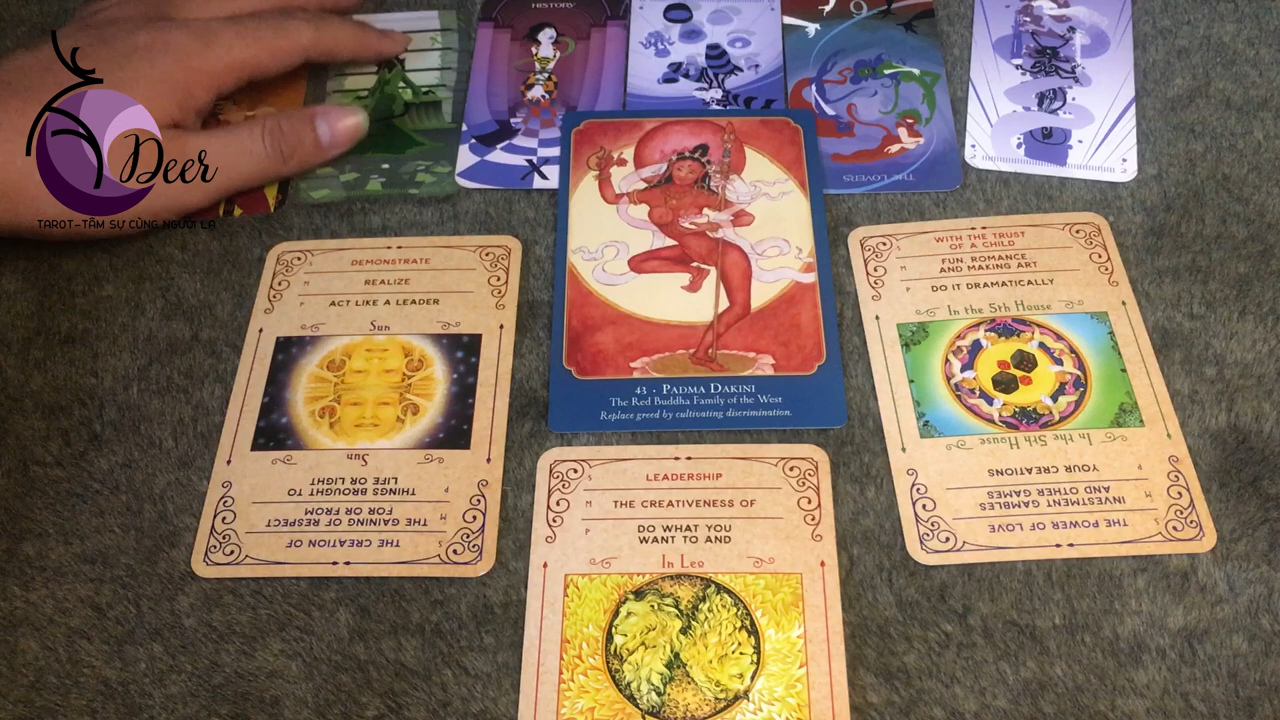 Deer
TAROT-TÂM SỰ CÙNG NGƯỜI LẠ
HISTORY
X
6
THE LOVERS
2
2
DEMONSTRATE
M REALIZE
P ACT LIKE A LEADER
Sun
Sun
S THE CREATION OF
M THE GAINING OF RESPECT
FOR OR FROM
P THINGS BROUGHT TO
LIFE OR LIGHT
43 · PADMA DAKINI
The Red Buddha Family of the West
Replace greed by cultivating discrimination.
S WITH THE TRUST
OF A CHILD
M FUN, ROMANCE
AND MAKING ART
P DO IT DRAMATICALLY
In the 5th House
In the 5th House
S THE POWER OF LOVE
M INVESTMENT GAMBLES
AND OTHER GAMES
P YOUR CREATIONS
S LEADERSHIP
M THE CREATIVENESS OF
P DO WHAT YOU
WANT TO AND
In Leo